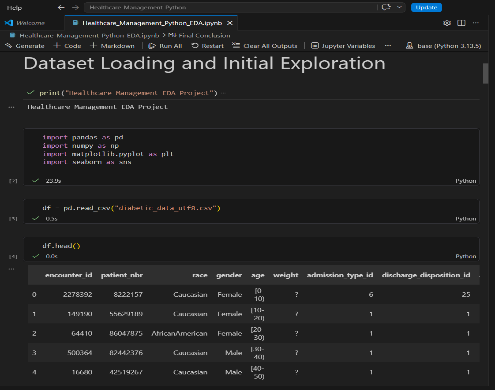 Help
Healthcare-Management-Python
Update
Welcome
Healthcare_Management_Python_EDA.ipynb
Healthcare-Management-Python-EDA.ipynb > Final Conclusion
Generate + Code + Markdown Run All Restart Clear All Outputs Jupyter Variables ... base (Python 3.13.5)
Dataset Loading and Initial Exploration
print("Healthcare Management EDA Project")
... Healthcare Management EDA Project
import pandas as pd
import numpy as np
import matplotlib.pyplot as plt
import seaborn as sns
23.9s Python
df = pd.read_csv("diabetic_data_utf8.csv")
Python
df.head()
[4] 0.0s Python
...
encounter_id patient_nbr race gender age weight admission_type_id discharge_disposition_id
0 2278392 8222157 Caucasian Female [0-10) ? 6 25
1 149190 55629189 Caucasian Female [10-20) ? 1 1
2 64410 86047875 AfricanAmerican Female [20-30) ? 1 1
3 500364 82442376 Caucasian Male [30-40) ? 1 1
4 16680 42519267 Caucasian Male [40-50) ? 1 1